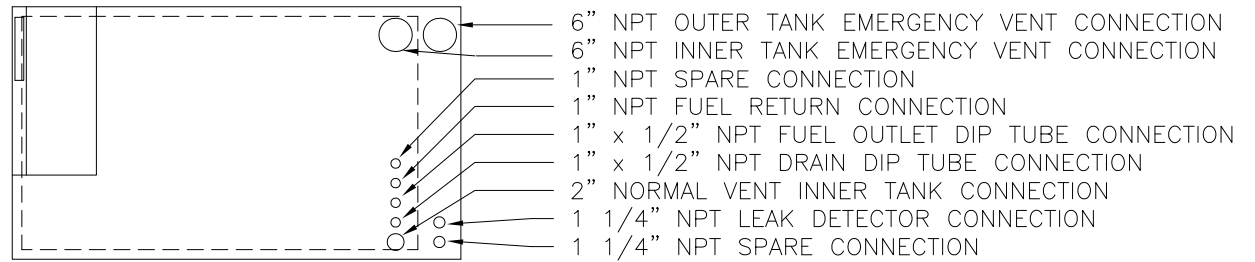 6” NPT OUTER TANK EMERGENCY VENT CONNECTION
6” NPT INNER TANK EMERGENCY VENT CONNECTION
1” NPT SPARE CONNECTION
1” NPT FUEL RETURN CONNECTION
1” x 1/2” NPT FUEL OUTLET DIP TUBE CONNECTION
1” x 1/2” NPT DRAIN DIP TUBE CONNECTION
2” NORMAL VENT INNER TANK CONNECTION
1 1/4” NPT LEAK DETECTOR CONNECTION
1 1/4” NPT SPARE CONNECTION